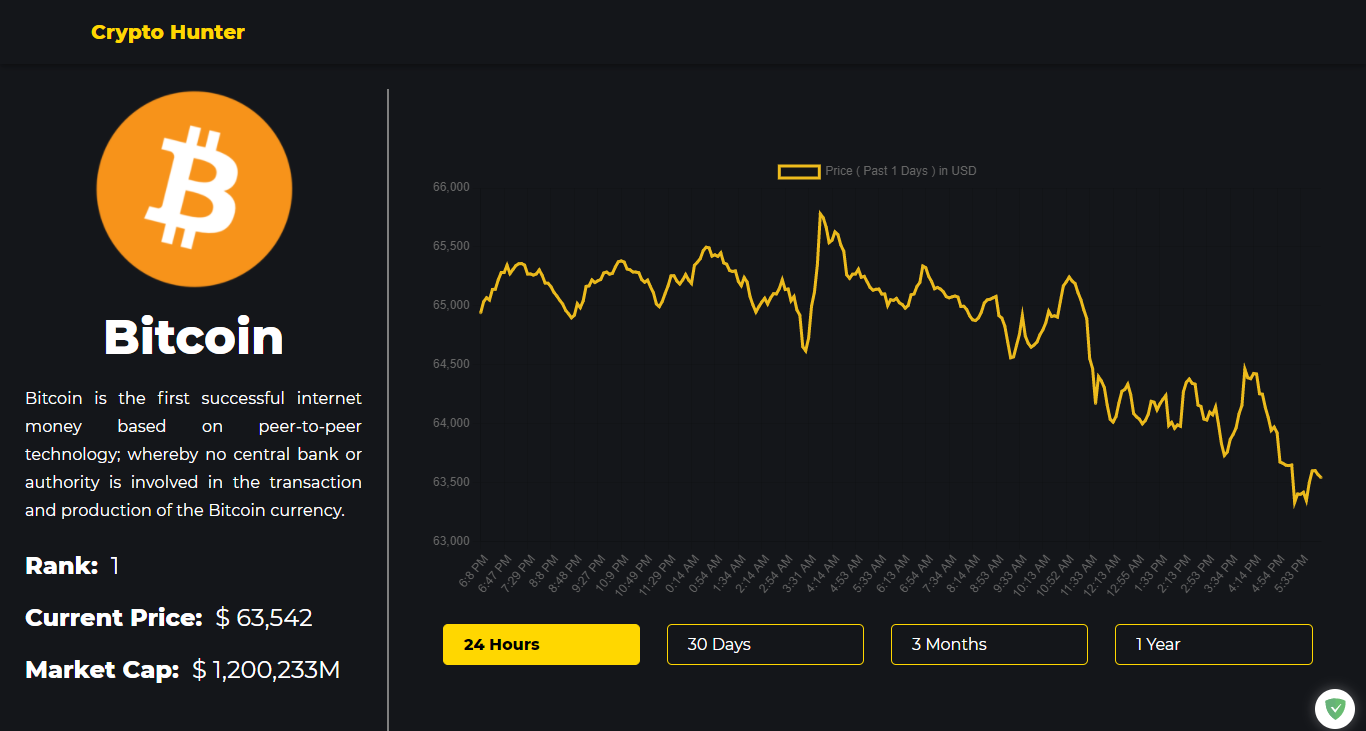 Crypto Hunter
Bitcoin
Bitcoin is the first successful internet
money based on peer-to-peer
technology; whereby no central bank or
authority is involved in the transaction
and production of the Bitcoin currency.
Rank: 1
Current Price: $ 63,542
Market Cap: $ 1,200,233M
Price ( Past 1 Days ) in USD
66,000
65,500
65,000
64,500
64,000
63,500
63,000
6:8 PM
6:47 PM
7:29 PM
8:8 PM
8:48 PM
9:27 PM
10:9 PM
10:49 PM
11:29 PM
0:14 AM
0:54 AM
1:34 AM
2:14 AM
2:54 AM
3:31 AM
4:14 AM
4:53 AM
5:33 AM
6:13 AM
6:54 AM
7:34 AM
8:14 AM
8:53 AM
9:33 AM
10:13 AM
10:52 AM
11:33 AM
12:13 AM
12:55 AM
1:33 PM
2:13 PM
2:53 PM
3:34 PM
4:14 PM
4:54 PM
5:33 PM
24 Hours
30 Days
3 Months
1 Year